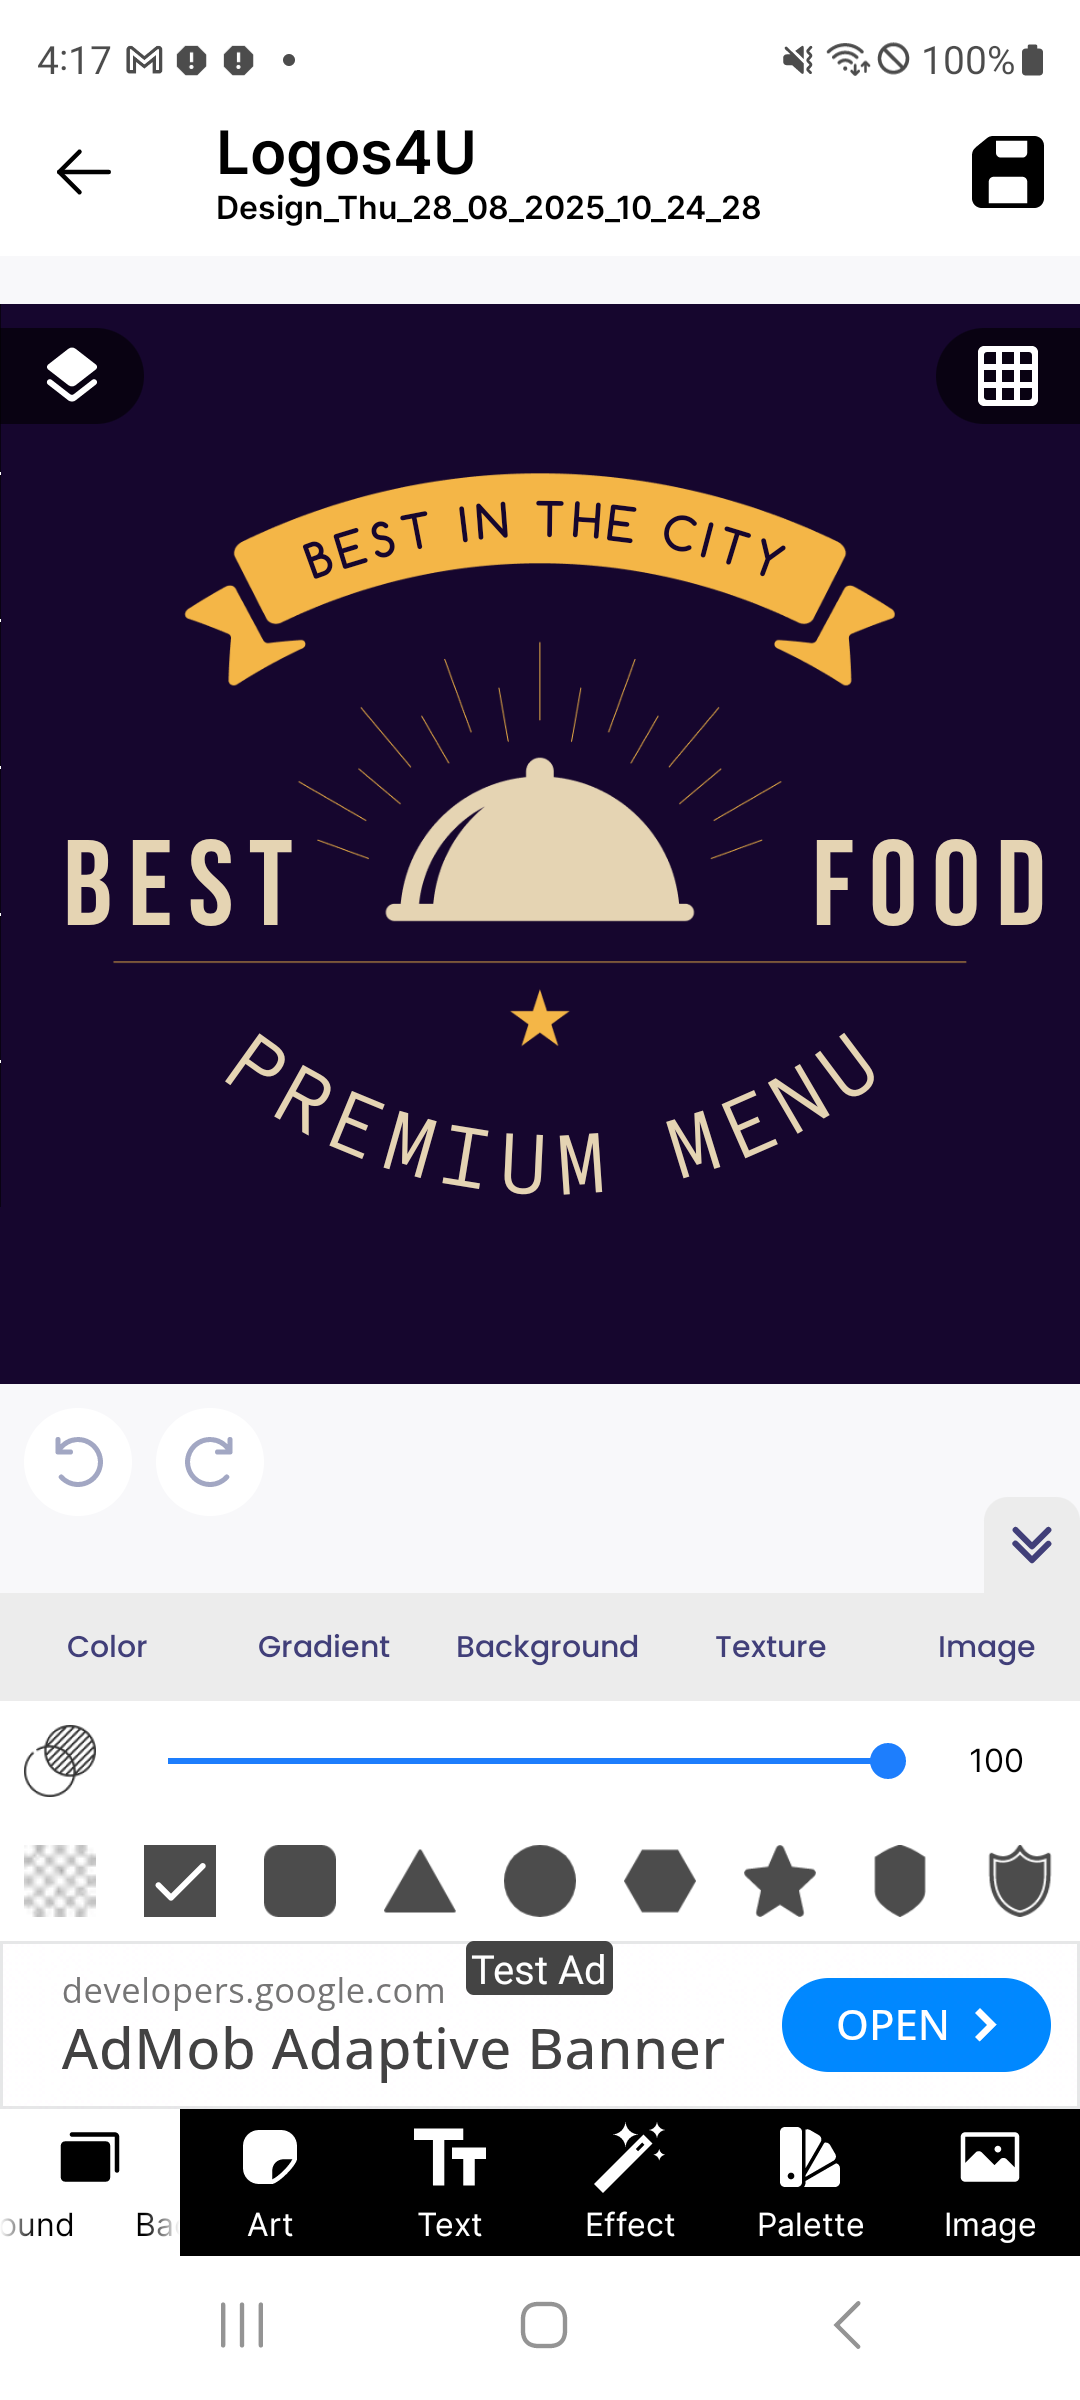 4:17
100%
Logos4U
Design_Thu_28_08_2025_10_24_28
BEST IN THE CITY
BEST FOOD
PREMIUM MENU
Color Gradient Background Texture Image
100
Test Ad
developers.google.com
AdMob Adaptive Banner
OPEN
ound Ba Art Text Effect Palette Image